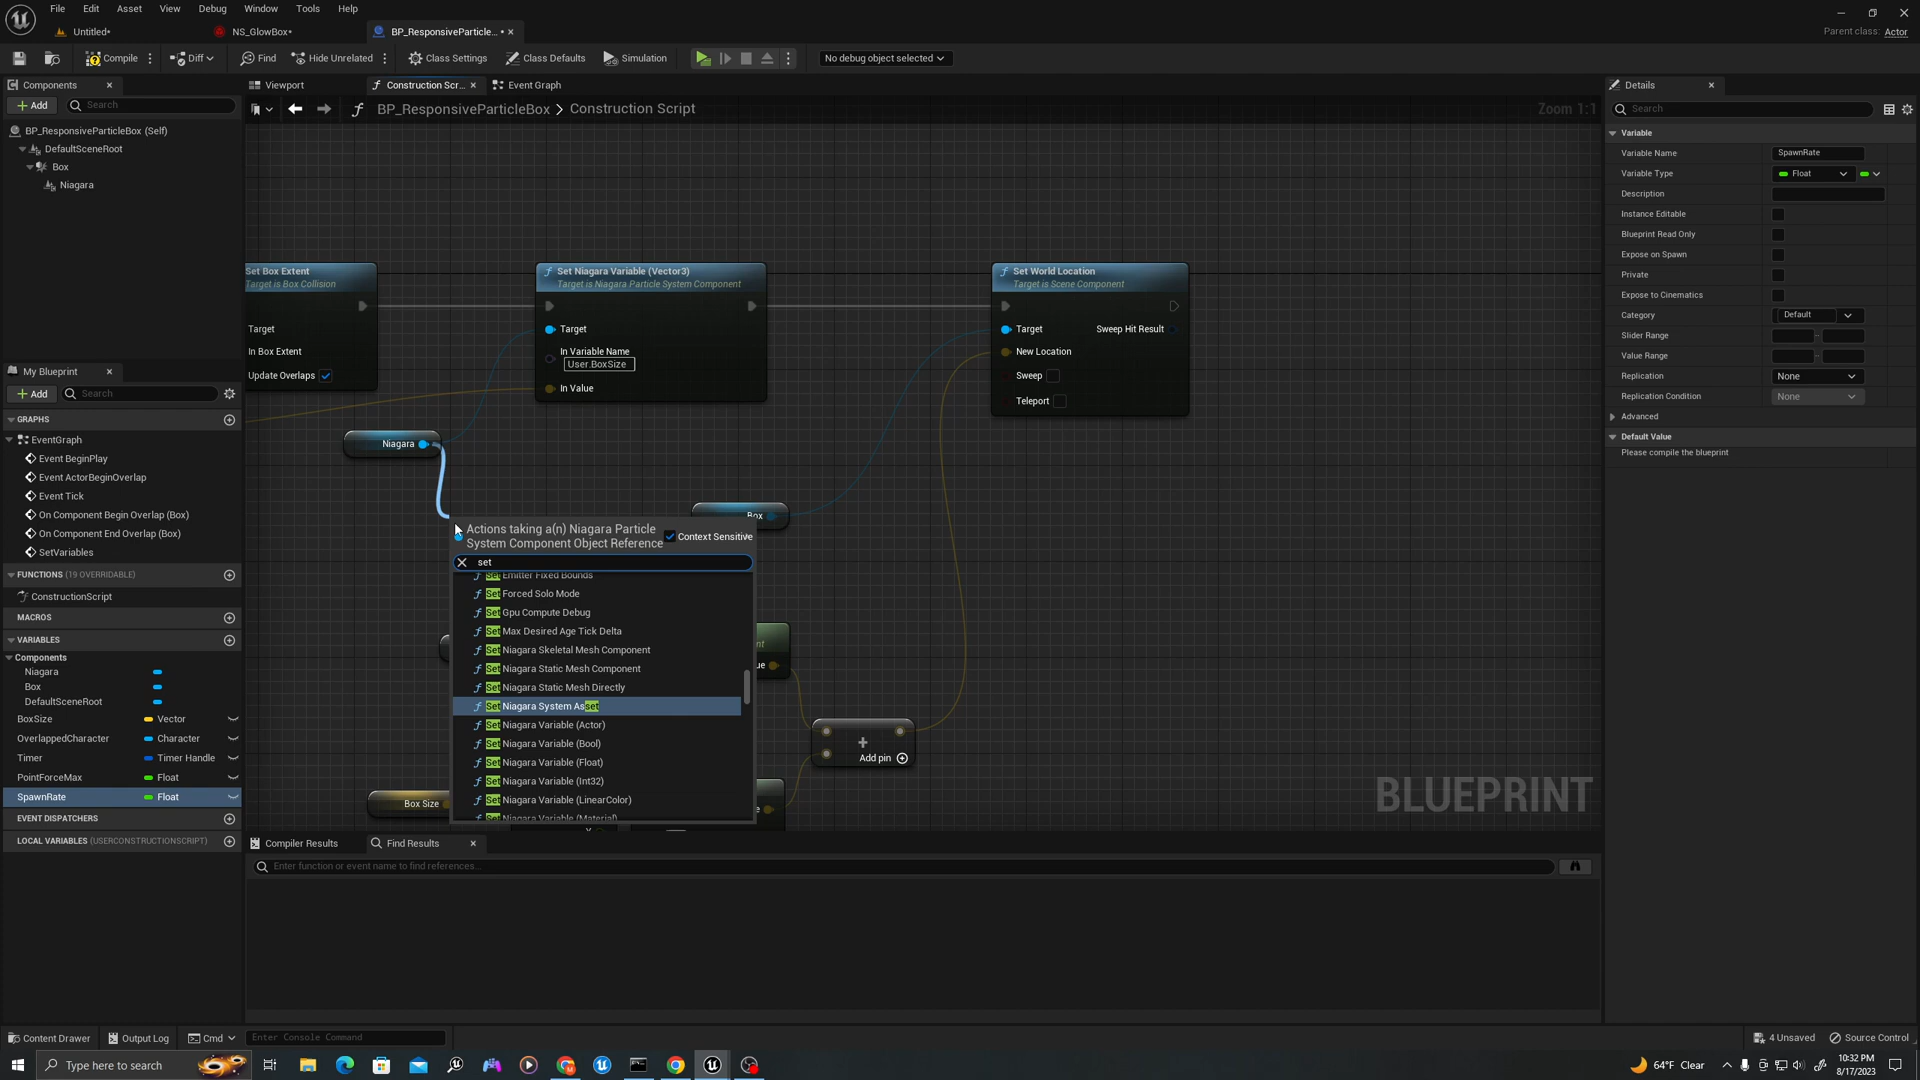 File Edit Asset View Debug Window Tools Help
Untitled*
NS_GlowBox*
BP_ResponsiveParticle... •
Parent class: Actor
Compile
Diff
Find
Hide Unrelated
Class Settings
Class Defaults
Simulation
No debug object selected
Components
Viewport
Construction Scr...
Event Graph
Details
Add
Search
BP_ResponsiveParticleBox > Construction Script
Zoom 1:1
Search
BP_ResponsiveParticleBox (Self)
DefaultSceneRoot
Box
Niagara
My Blueprint
Add
Search
GRAPHS
EventGraph
Event BeginPlay
Event ActorBeginOverlap
Event Tick
On Component Begin Overlap (Box)
On Component End Overlap (Box)
SetVariables
FUNCTIONS (19 OVERRIDABLE)
ConstructionScript
MACROS
VARIABLES
Components
Niagara
Box
DefaultSceneRoot
BoxSize Vector
OverlappedCharacter Character
Timer Timer Handle
PointForceMax Float
SpawnRate Float
EVENT DISPATCHERS
LOCAL VARIABLES (USERCONSTRUCTIONSCRIPT)
Set Box Extent
Target is Box Collision
Target
In Box Extent
Update Overlaps
Set Niagara Variable (Vector3)
Target is Niagara Particle System Component
Target
In Variable Name
User.BoxSize
In Value
Set World Location
Target is Scene Component
Target
Sweep Hit Result
New Location
Sweep
Teleport
Niagara
Box
Actions taking a(n) Niagara Particle
System Component Object Reference
Context Sensitive
set
Set Emitter Fixed Bounds
Set Forced Solo Mode
Set Gpu Compute Debug
Set Max Desired Age Tick Delta
Set Niagara Skeletal Mesh Component
Set Niagara Static Mesh Component
Set Niagara Static Mesh Directly
Set Niagara System Asset
Set Niagara Variable (Actor)
Set Niagara Variable (Bool)
Set Niagara Variable (Float)
Set Niagara Variable (Int32)
Set Niagara Variable (LinearColor)
Set Niagara Variable (Material)
Add pin
Box Size
BLUEPRINT
Variable
Variable Name SpawnRate
Variable Type Float
Description
Instance Editable
Blueprint Read Only
Expose on Spawn
Private
Expose to Cinematics
Category Default
Slider Range
Value Range
Replication None
Replication Condition None
Advanced
Default Value
Please compile the blueprint
Compiler Results
Find Results
Enter function or event name to find references...
Content Drawer
Output Log
Cmd
Enter Console Command
4 Unsaved
Source Control
Type here to search
64°F Clear
10:32 PM
8/17/2023